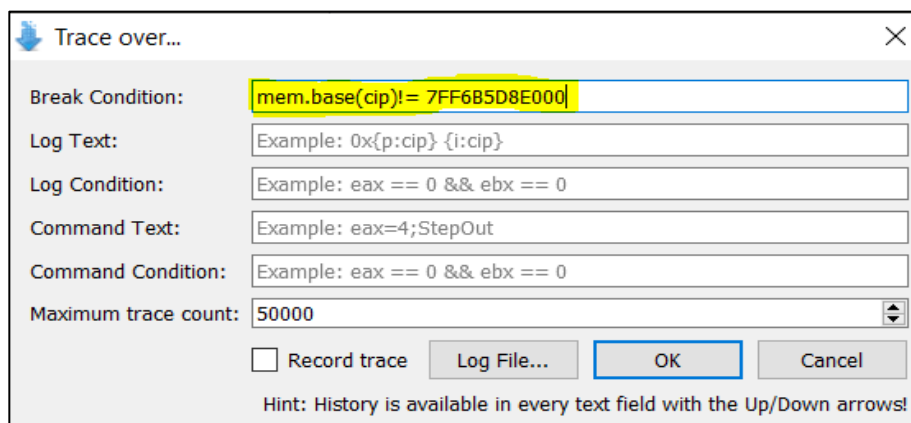 Trace over...
Break Condition: mem.base(cip)!= 7FF6B5D8E000
Log Text: Example: 0x{p:cip} {i:cip}
Log Condition: Example: eax == 0 && ebx == 0
Command Text: Example: eax=4;StepOut
Command Condition: Example: eax == 0 && ebx == 0
Maximum trace count: 50000
Record trace Log File... OK Cancel
Hint: History is available in every text field with the Up/Down arrows!